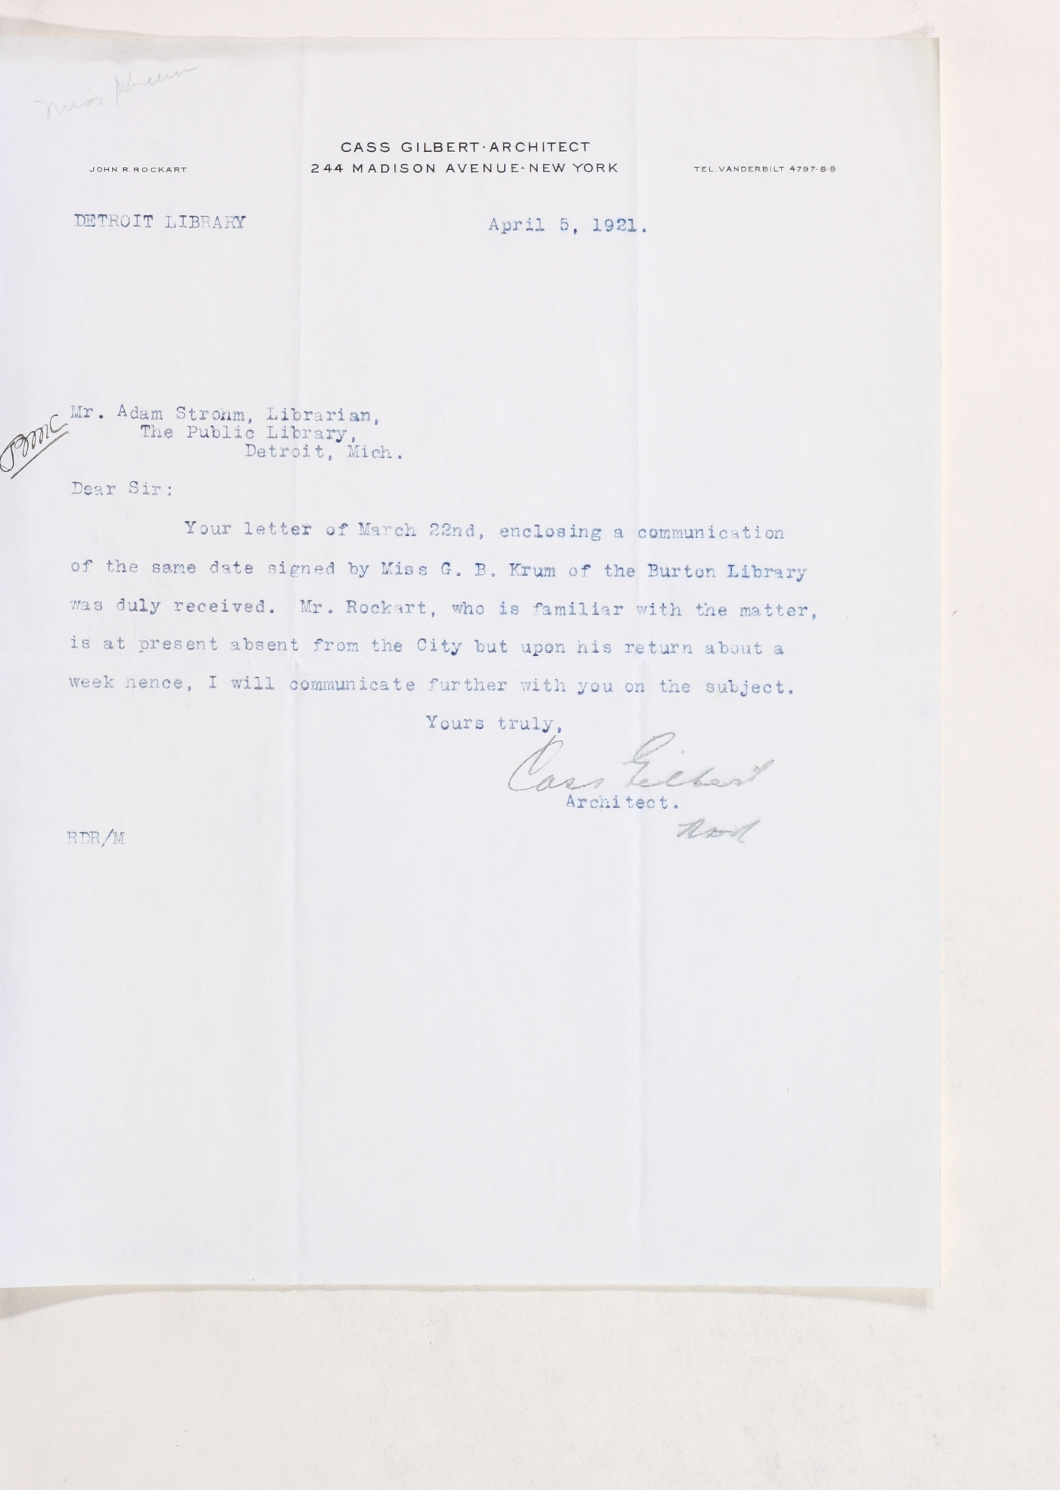 Miss Krum
CASS GILBERT·ARCHITECT
JOHN R. ROCKART 244 MADISON AVENUE·NEW YORK TEL. VANDERBILT 4797-8-9
DETROIT LIBRARY April 5, 1921.
Mr. Adam Strohm, Librarian,
The Public Library,
Detroit, Mich.
Dear Sir:
Your letter of March 22nd, enclosing a communication
of the same date signed by Miss G. B. Krum of the Burton Library
was duly received. Mr. Rockart, who is familiar with the matter,
is at present absent from the City but upon his return about a
week hence, I will communicate further with you on the subject.
Yours truly,
Cass Gilbert
Architect.
RDR/M